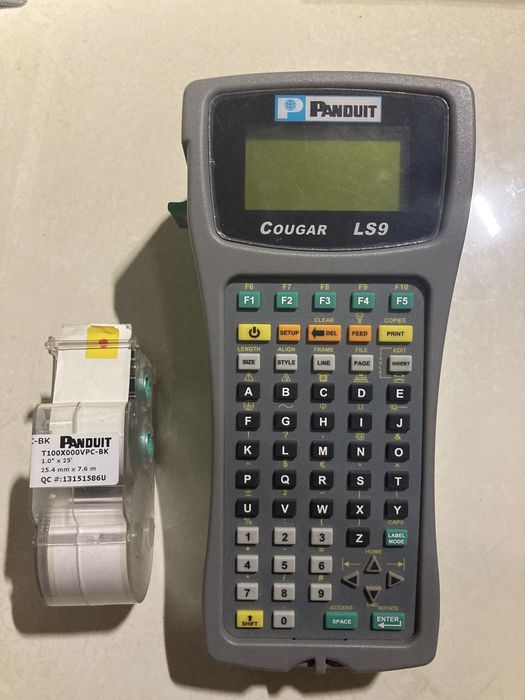 P PANDUIT
COUGAR LS9
F6 F7 F8 F9 F10
F1 F2 F3 F4 F5
CLEAR COPIES
SETUP DEL FEED PRINT
LENGTH ALIGN FRAME FILE EDIT
SIZE STYLE LINE PAGE INSERT
A B C D E
F G H I J
! " ;
K L M N O
$ € ^
P Q R S T
U V W X Y
% CAPS
1 2 3 Z LABEL MODE
HOME
4 5 6
#
7 8 9
END
ACCENT ROTATE
SHIFT 0 SPACE ENTER
C-BK PANDUIT
T100X000VPC-BK
1.0" x 25'
25.4 mm x 7.6 m
QC #:13151586U